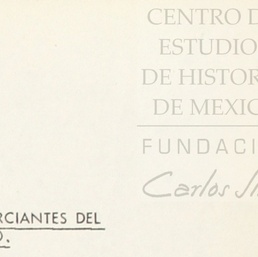 CENTRO D
ESTUDIO
DE HISTOR
DE MEXIC
FUNDACI
Carlos Sl
RCIANTES DEL
O.